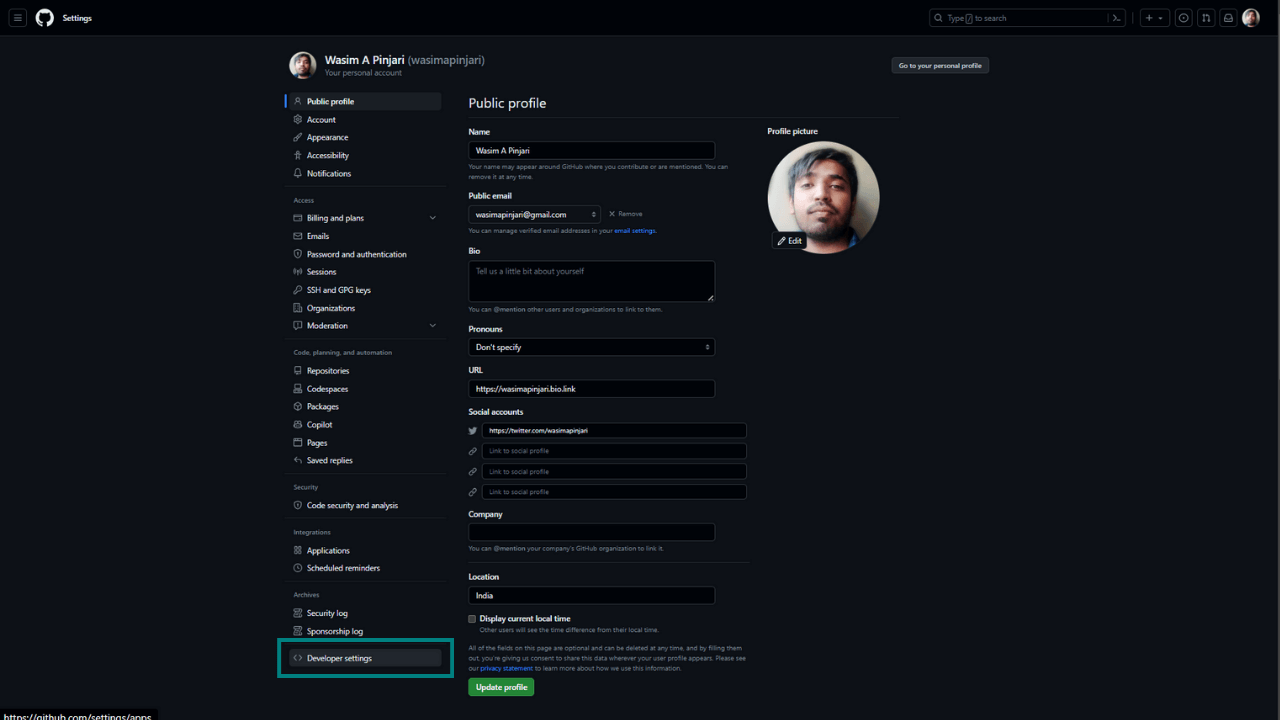 Settings
Type / to search
Wasim A Pinjari (wasimapinjari)
Your personal account
Go to your personal profile
Public profile
Account
Appearance
Accessibility
Notifications
Access
Billing and plans
Emails
Password and authentication
Sessions
SSH and GPG keys
Organizations
Moderation
Code, planning, and automation
Repositories
Codespaces
Packages
Copilot
Pages
Saved replies
Security
Code security and analysis
Integrations
Applications
Scheduled reminders
Archives
Security log
Sponsorship log
Developer settings
Public profile
Name
Wasim A Pinjari
Your name may appear around GitHub where you contribute or are mentioned. You can
remove it at any time.
Public email
wasimapinjari@gmail.com
Remove
You can manage verified email addresses in your email settings.
Bio
Tell us a little bit about yourself
You can @mention other users and organizations to link to them.
Pronouns
Don't specify
URL
https://wasimapinjari.bio.link
Social accounts
https://twitter.com/wasimapinjari
Link to social profile
Link to social profile
Link to social profile
Company
You can @mention your company's GitHub organization to link it.
Location
India
Display current local time
Other users will see the time difference from their local time.
All of the fields on this page are optional and can be deleted at any time, and by filling them
out, you're giving us consent to share this data wherever your user profile appears. Please see
our privacy statement to learn more about how we use this information.
Update profile
Profile picture
Edit
https://github.com/settings/apps